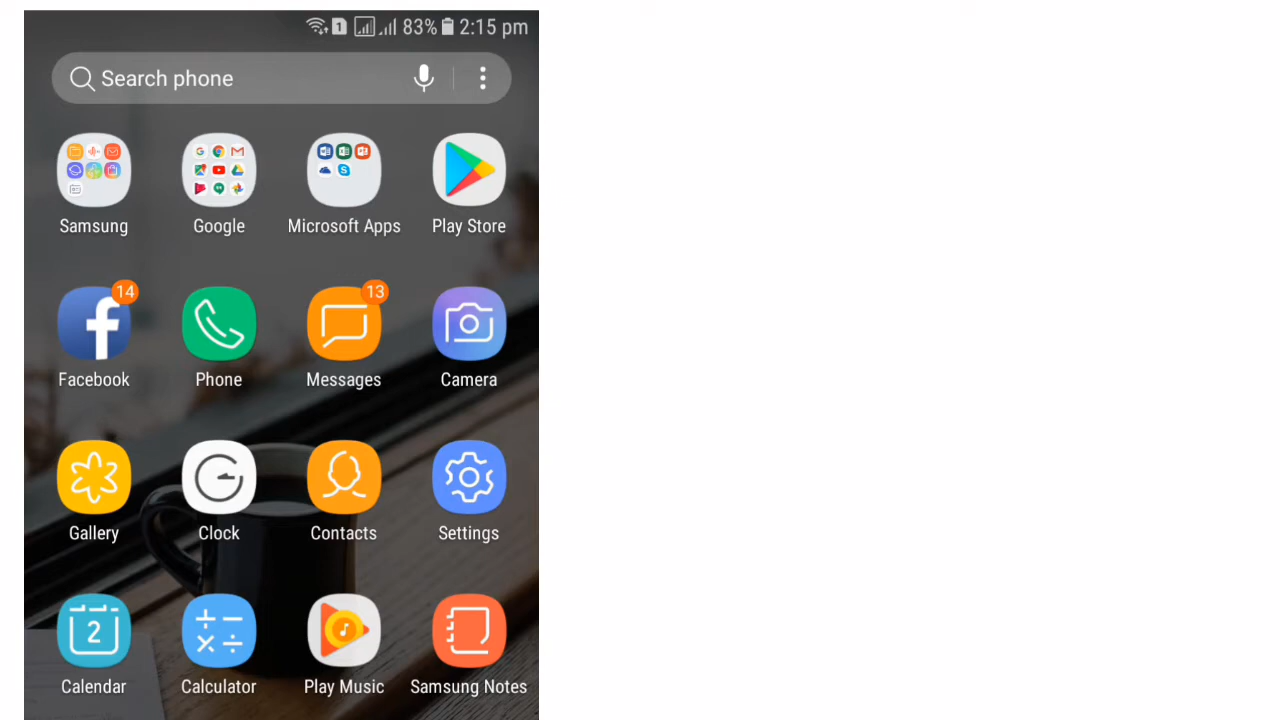 1 83% 2:15 pm
Search phone
Samsung Google Microsoft Apps Play Store
14 13
Facebook Phone Messages Camera
Gallery Clock Contacts Settings
2
Calendar Calculator Play Music Samsung Notes